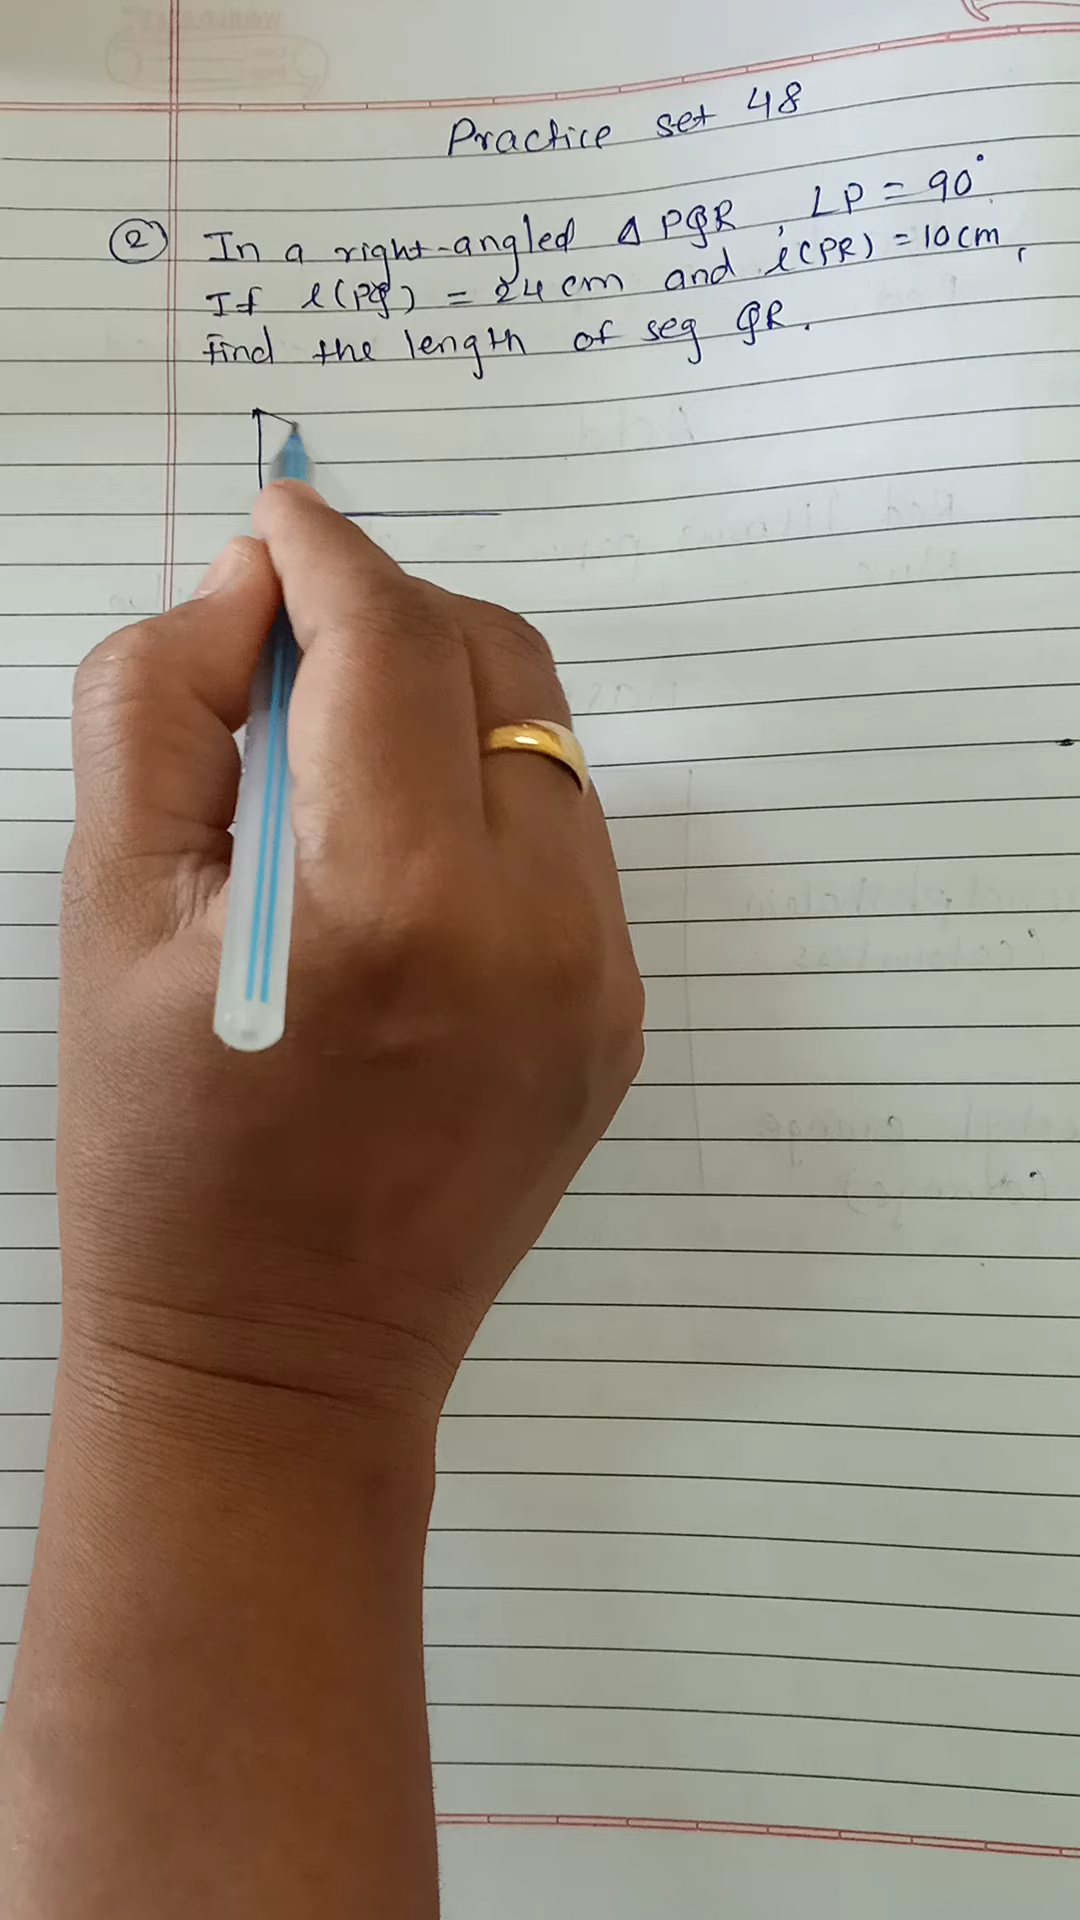 Practice set 48
② In a right-angled Δ PQR, ∠P = 90°
If l(PQ) = 24 cm and l(PR) = 10 cm,
find the length of seg QR.